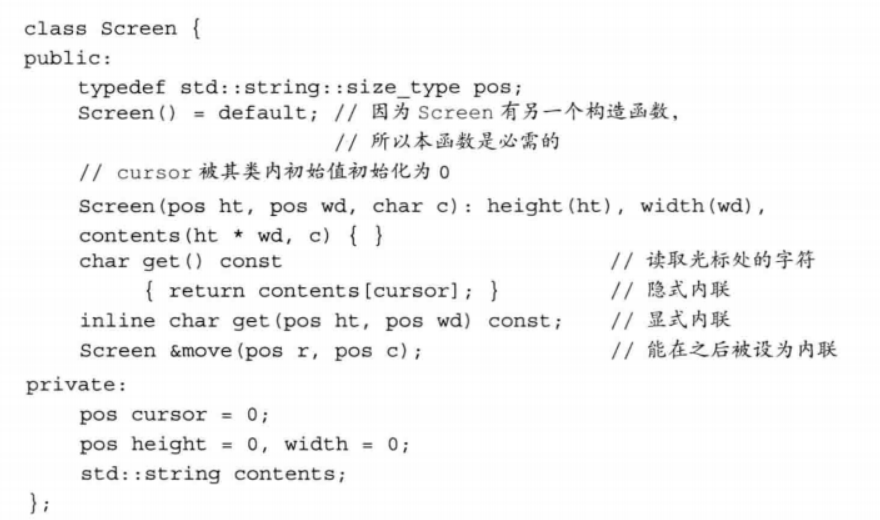 class Screen {
public:
    typedef std::string::size_type pos;
    Screen() = default; // 因为 Screen 有另一个构造函数，
                        // 所以本函数是必需的
    // cursor 被其类内初始值初始化为 0
    Screen(pos ht, pos wd, char c): height(ht), width(wd),
    contents(ht * wd, c) { }
    char get() const                        // 读取光标处的字符
        { return contents[cursor]; }        // 隐式内联
    inline char get(pos ht, pos wd) const;  // 显式内联
    Screen &move(pos r, pos c);             // 能在之后被设为内联
private:
    pos cursor = 0;
    pos height = 0, width = 0;
    std::string contents;
};